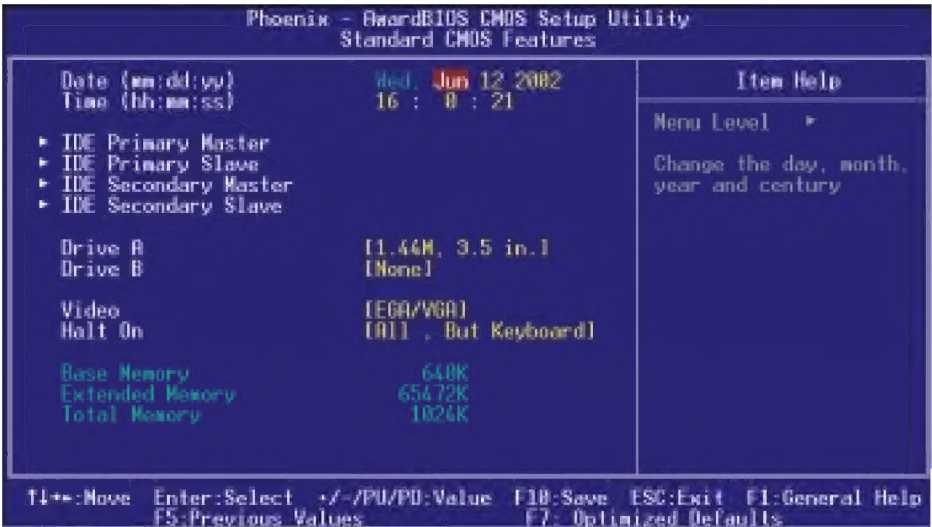 Phoenix - AwardBIOS CMOS Setup Utility
Standard CMOS Features
Date (mm:dd:yy) Wed, Jun 12 2002
Time (hh:mm:ss) 16 : 0 : 21
► IDE Primary Master
► IDE Primary Slave
► IDE Secondary Master
► IDE Secondary Slave
Drive A [1.44M, 3.5 in.]
Drive B [None]
Video [EGA/VGA]
Halt On [All , But Keyboard]
Base Memory 640K
Extended Memory 65472K
Total Memory 1024K
Item Help
Menu Level ►
Change the day, month,
year and century
↑↓→←:Move Enter:Select +/-/PU/PD:Value F10:Save ESC:Exit F1:General Help
F5:Previous Values F7: Optimized Defaults